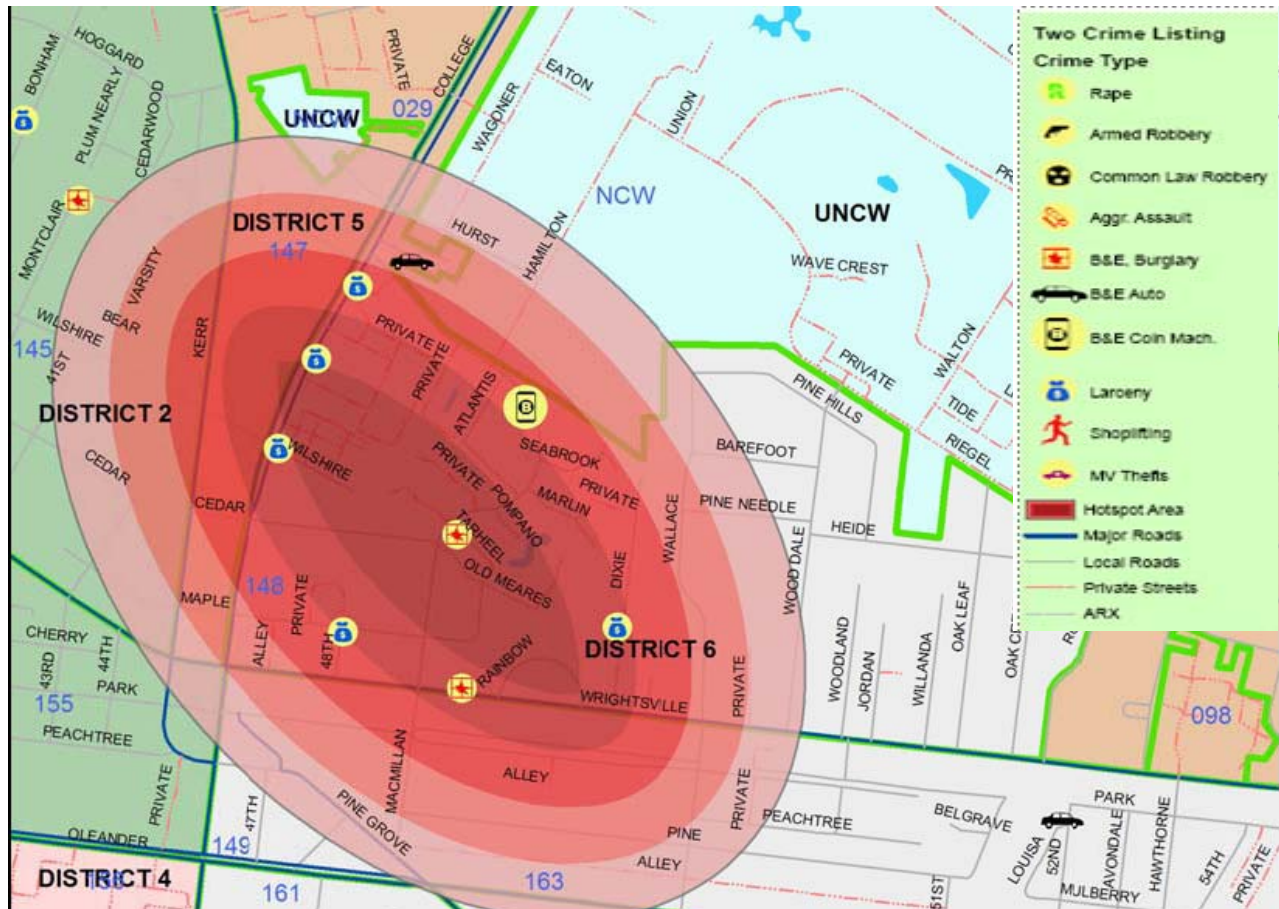 BONHAM
HOGGARD
PLUM NEARLY
CEDARWOOD
MONTCLAIR
PRIVATE
COLLEGE
029
UNCW
WAGDNER
EATON
UNION
HAMILTON
NCW
UNCW
WAVE CREST
DISTRICT 5
147
HURST
VARSITY
BEAR
WILSHIRE
145
41ST
KERR
DISTRICT 2
CEDAR
PRIVATE
PRIVATE
ATLANTIS
WILSHIRE
PRIVATE
SEABROOK
MARLIN
PRIVATE
POMPANO
TARHEEL
OLD MEARES
DIXIE
WALLACE
BAREFOOT
PINE NEEDLE
HEIDE
WOOD DALE
PINE HILLS
PRIVATE
WALTON
TIDE
RIEGEL
CEDAR
148
MAPLE
ALLEY
PRIVATE
48TH
RAINBOW
DISTRICT 6
WRIGHTSVILLE
PRIVATE
WOODLAND
JORDAN
WILLANDA
OAK LEAF
CHERRY
43RD
44TH
PARK
155
PEACHTREE
PRIVATE
MACMILLAN
ALLEY
PINE GROVE
47TH
OLEANDER
149
DISTRICT 4
161
163
PINE
ALLEY
PRIVATE
PEACHTREE
51ST
BELGRAVE
LOUISA
52ND
PARK
AVONDALE
HAWTHORNE
54TH
PRIVATE
MULBERRY
098
Two Crime Listing
Crime Type
Rape
Armed Robbery
Common Law Robbery
Aggr. Assault
B&E, Burglary
B&E Auto
B&E Coin Mach.
Larceny
Shoplifting
MV Thefts
Hotspot Area
Major Roads
Local Roads
Private Streets
ARX